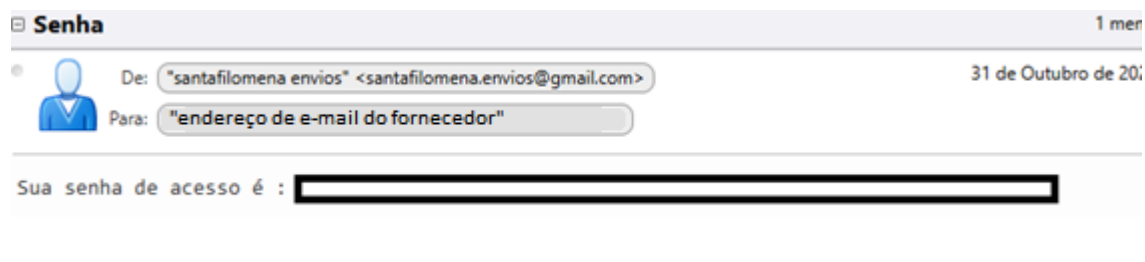 Senha 1 men
De: "santafilomena envios" <santafilomena.envios@gmail.com> 31 de Outubro de 202
Para: "endereço de e-mail do fornecedor"
Sua senha de acesso é :